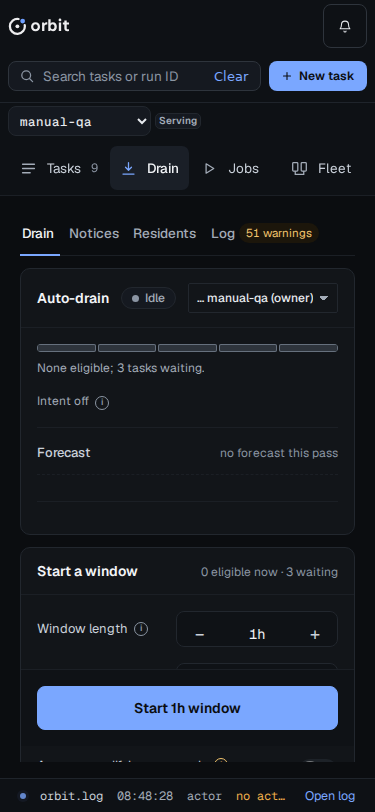 orbit
Search tasks or run ID Clear
+ New task
manual-qa Serving
Tasks 9 Drain Jobs Fleet
Drain Notices Residents Log 51 warnings
Auto-drain Idle … manual-qa (owner)
None eligible; 3 tasks waiting.
Intent off
Forecast no forecast this pass
Start a window 0 eligible now · 3 waiting
Window length − 1h +
Start 1h window
orbit.log 08:48:28 actor no act… Open log